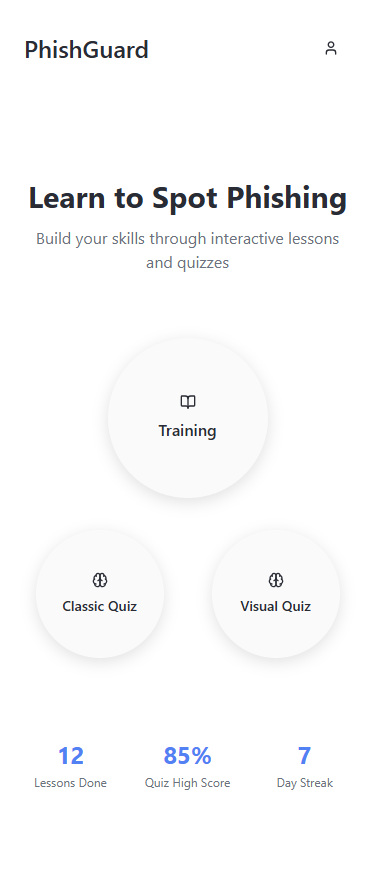 PhishGuard
Learn to Spot Phishing
Build your skills through interactive lessons
and quizzes
Training
Classic Quiz
Visual Quiz
12
Lessons Done
85%
Quiz High Score
7
Day Streak